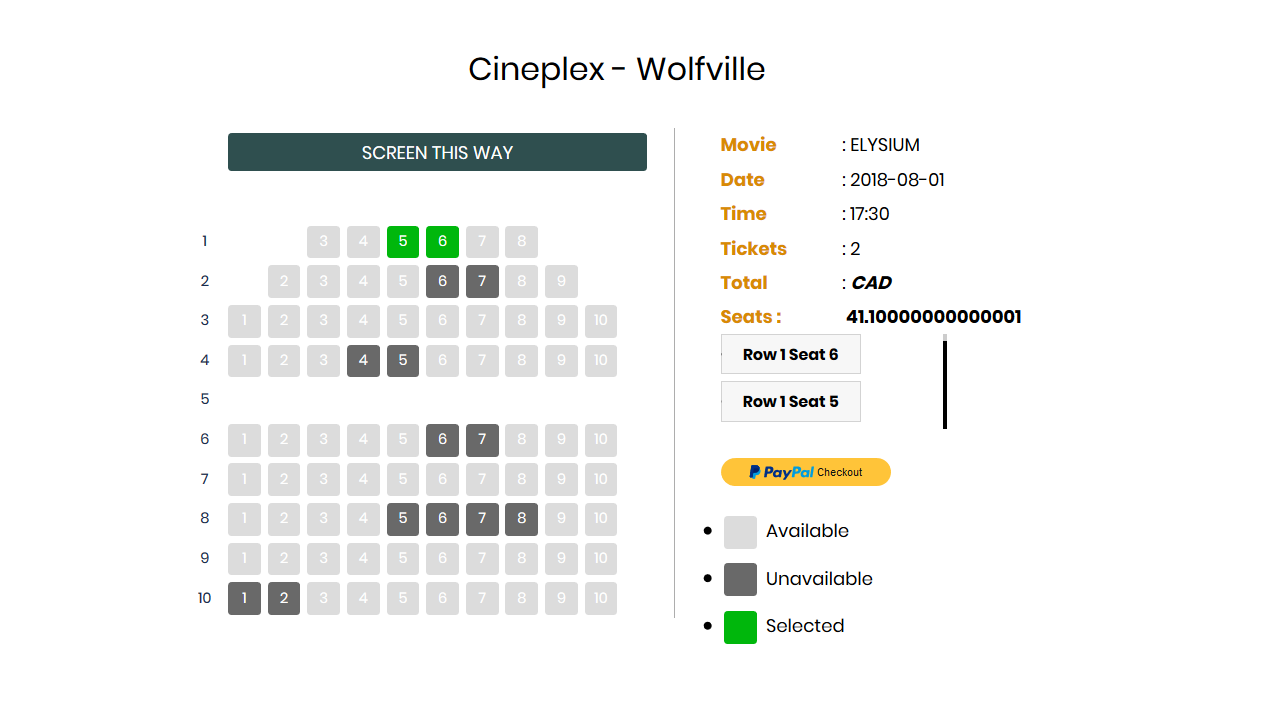 Cineplex - Wolfville
SCREEN THIS WAY
1 3 4 5 6 7 8
2 2 3 4 5 6 7 8 9
3 1 2 3 4 5 6 7 8 9 10
4 1 2 3 4 5 6 7 8 9 10
5
6 1 2 3 4 5 6 7 8 9 10
7 1 2 3 4 5 6 7 8 9 10
8 1 2 3 4 5 6 7 8 9 10
9 1 2 3 4 5 6 7 8 9 10
10 1 2 3 4 5 6 7 8 9 10
Movie : ELYSIUM
Date : 2018-08-01
Time : 17:30
Tickets : 2
Total : CAD
Seats : 41.10000000000001
Row 1 Seat 6
Row 1 Seat 5
PayPal Checkout
Available
Unavailable
Selected